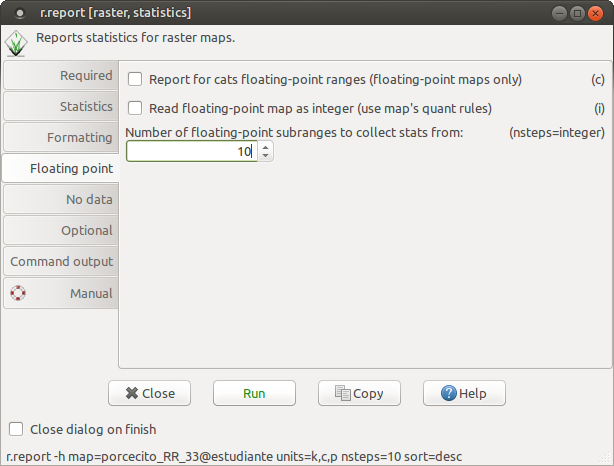 r.report [raster, statistics]
Reports statistics for raster maps.
Required
Statistics
Formatting
Floating point
No data
Optional
Command output
Manual
Report for cats floating-point ranges (floating-point maps only) (c)
Read floating-point map as integer (use map's quant rules) (i)
Number of floating-point subranges to collect stats from: (nsteps=integer)
10
Close Run Copy Help
Close dialog on finish
r.report -h map=porcecito_RR_33@estudiante units=k,c,p nsteps=10 sort=desc